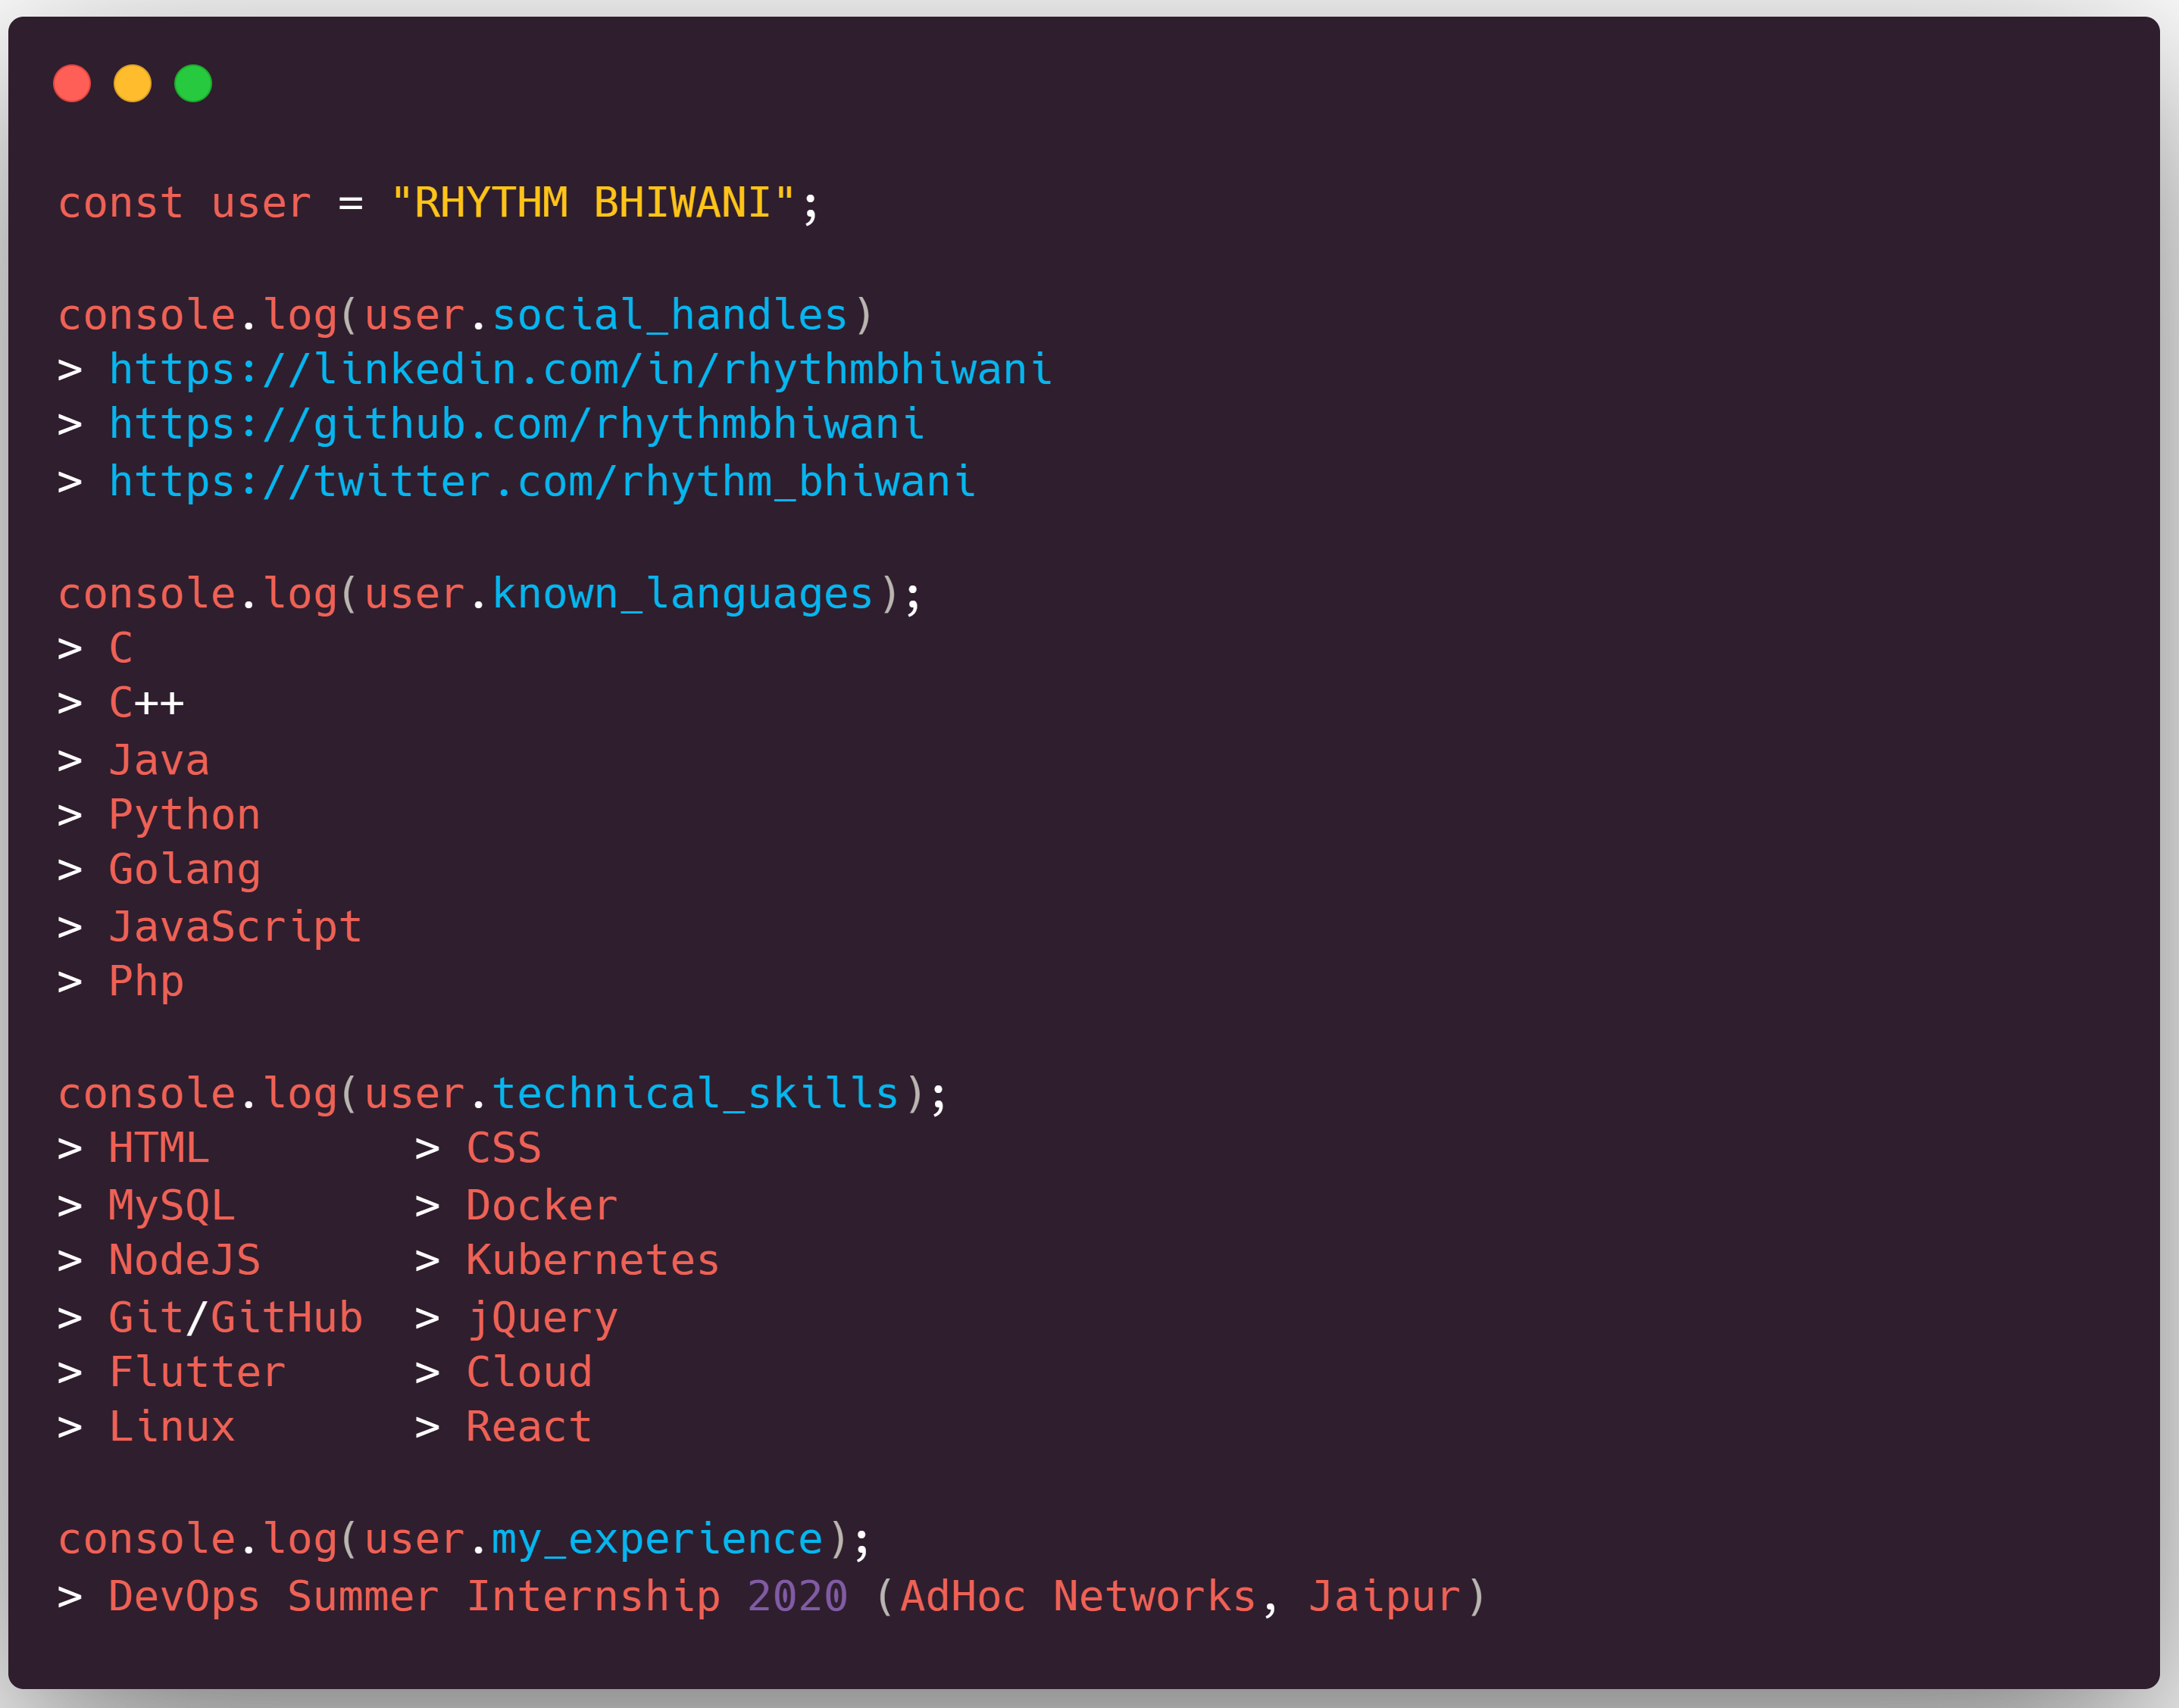 const user = "RHYTHM BHIWANI";
console.log(user.social_handles)
> https://linkedin.com/in/rhythmbhiwani
> https://github.com/rhythmbhiwani
> https://twitter.com/rhythm_bhiwani
console.log(user.known_languages);
> C
> C++
> Java
> Python
> Golang
> JavaScript
> Php
console.log(user.technical_skills);
> HTML        > CSS
> MySQL       > Docker
> NodeJS      > Kubernetes
> Git/GitHub  > jQuery
> Flutter     > Cloud
> Linux       > React
console.log(user.my_experience);
> DevOps Summer Internship 2020 (AdHoc Networks, Jaipur)